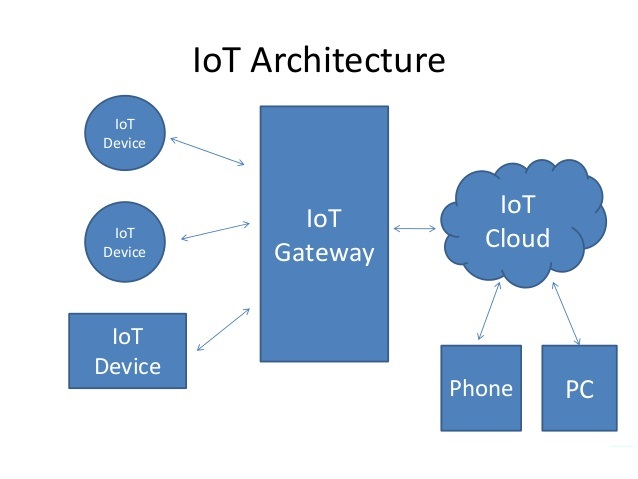 IoT Architecture
IoT
Device
IoT
Device
IoT
Device
IoT
Gateway
IoT
Cloud
Phone
PC